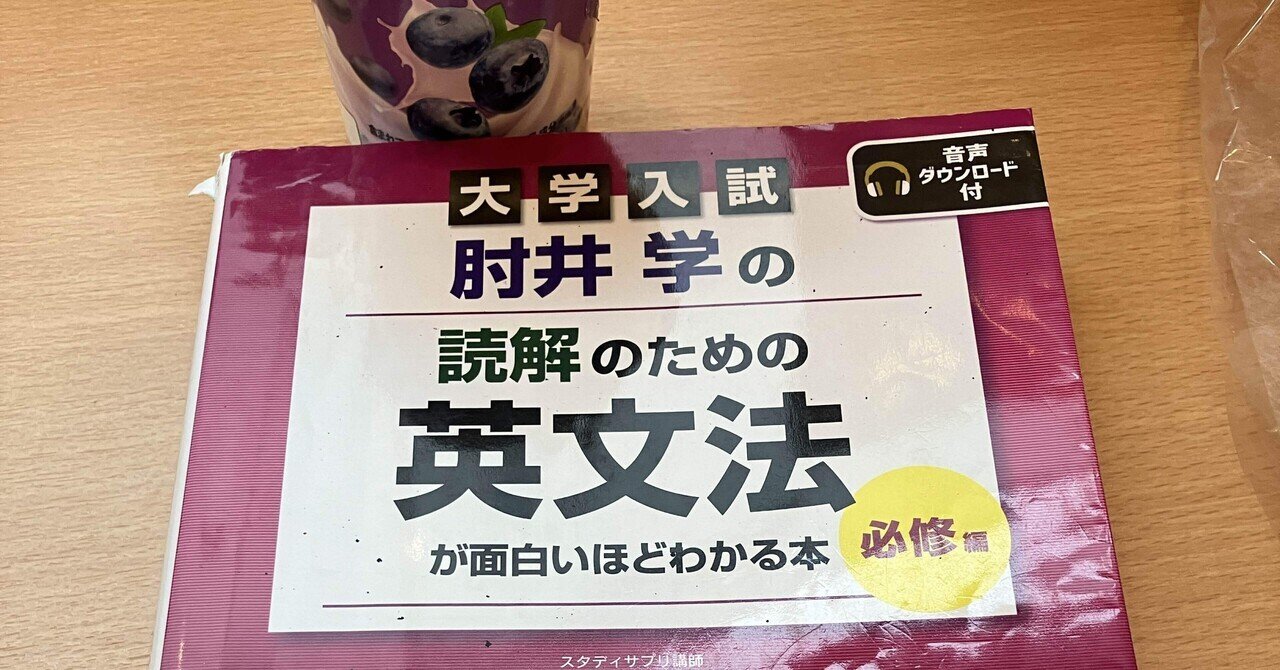 大学入試
肘井 学の
読解のための
英文法
が面白いほどわかる本
必修編
音声
ダウンロード
付
スタディサプリ講師